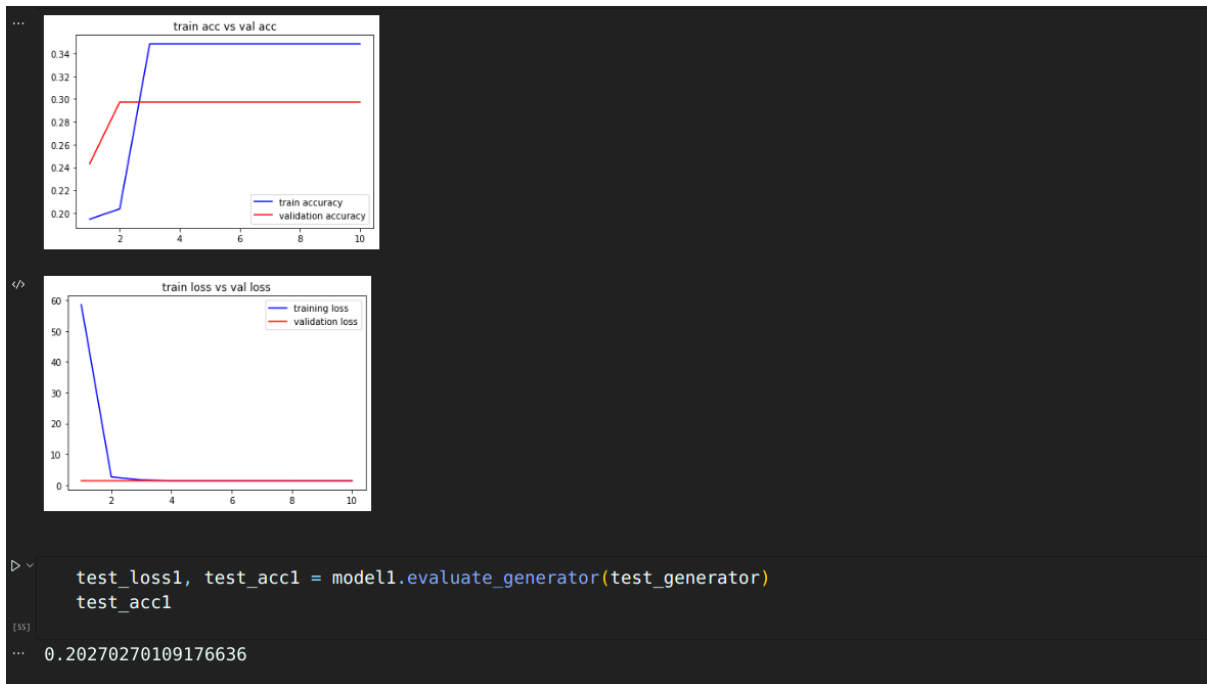 train acc vs val acc
0.34
0.32
0.30
0.28
0.26
0.24
0.22
0.20
train accuracy
validation accuracy
2 4 6 8 10
train loss vs val loss
60
50
40
30
20
10
0
training loss
validation loss
2 4 6 8 10
test_loss1, test_acc1 = model1.evaluate_generator(test_generator)
test_acc1
[55]
... 0.20270270109176636